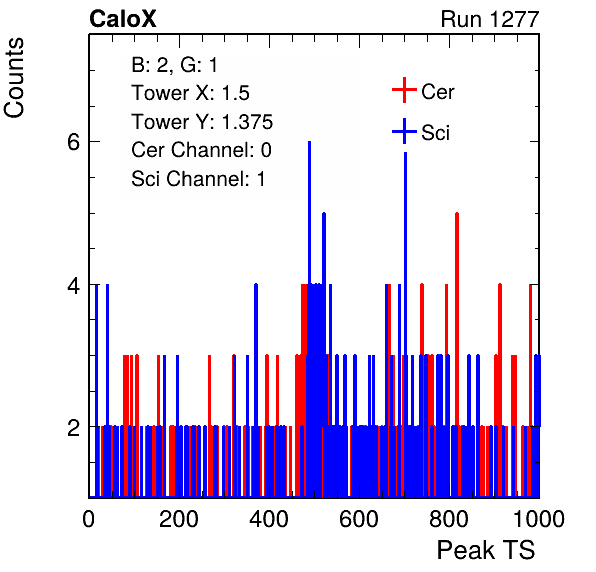 CaloX Run 1277
Counts
B: 2, G: 1
Tower X: 1.5
Tower Y: 1.375
Cer Channel: 0
Sci Channel: 1
Cer
Sci
6
4
2
0 200 400 600 800 1000
Peak TS